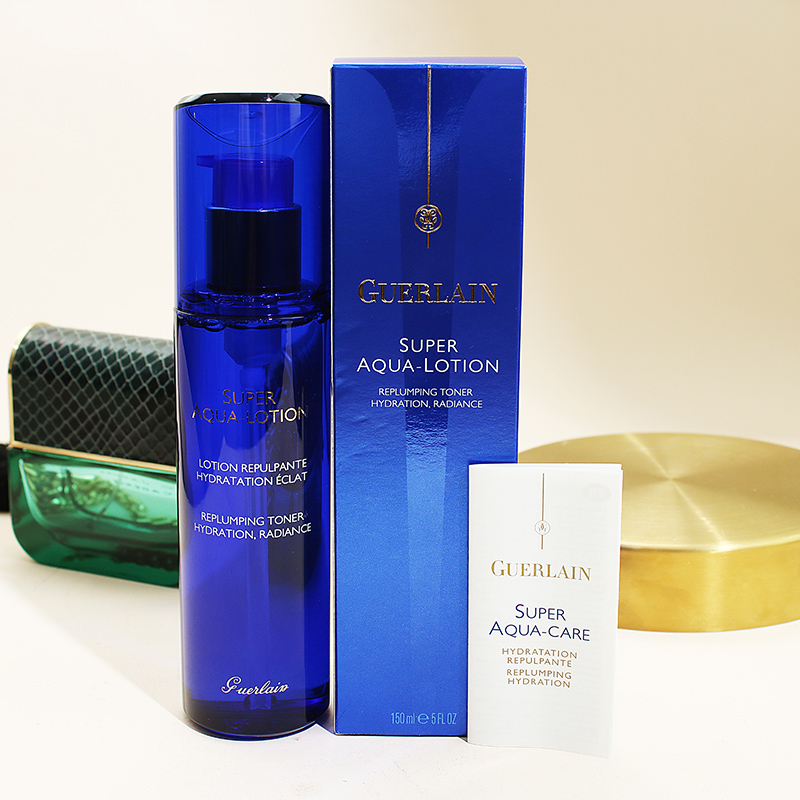 SUPER
AQUA-LOTION
LOTION REPULPANTE
HYDRATATION ÉCLAT
REPLUMPING TONER
HYDRATION, RADIANCE
Guerlain
GUERLAIN
SUPER
AQUA-LOTION
REPLUMPING TONER
HYDRATION, RADIANCE
150 ml ℮ 5 FL OZ
GUERLAIN
SUPER
AQUA-CARE
HYDRATATION
REPULPANTE
REPLUMPING
HYDRATION